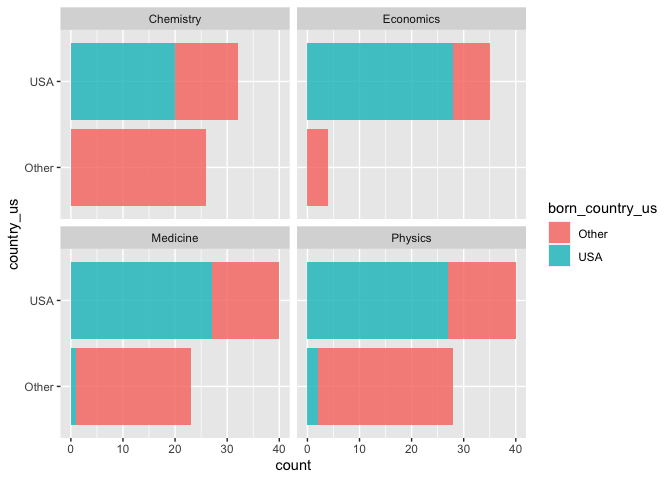 Chemistry
Economics
USA
Other
Medicine
Physics
USA
Other
0 10 20 30 40 0 10 20 30 40
count
country_us
born_country_us
Other
USA